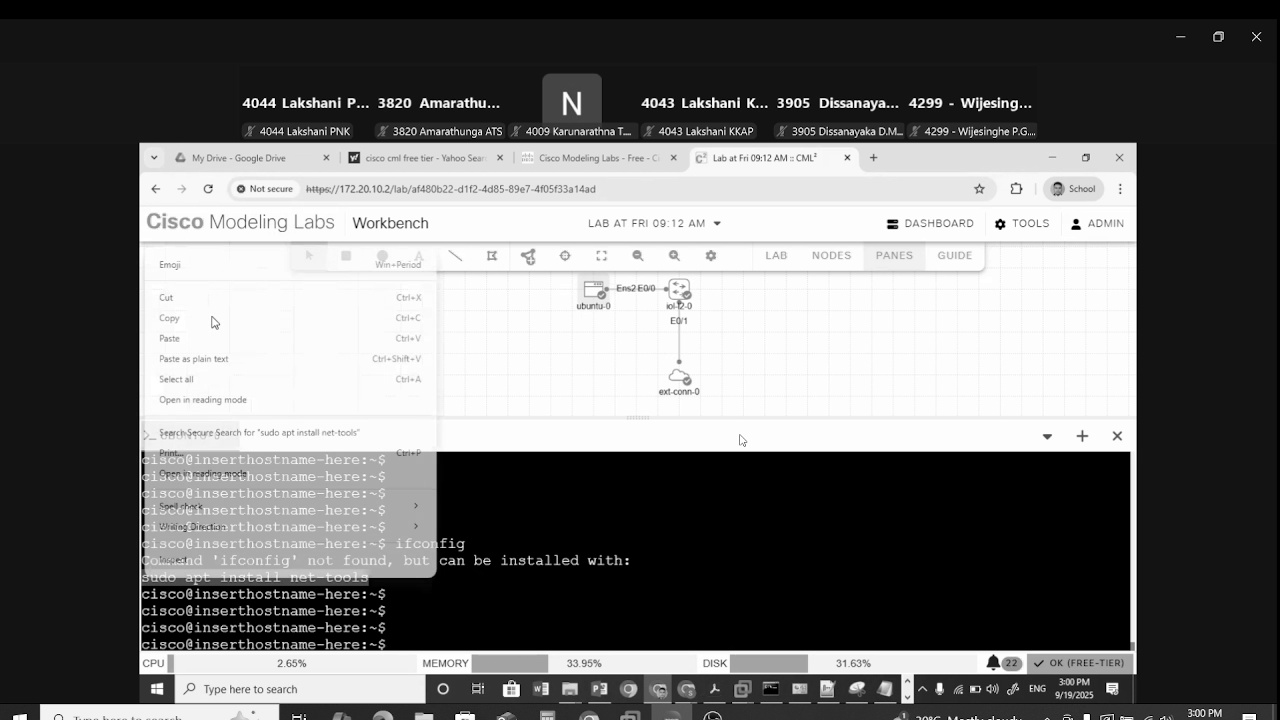 4044 Lakshani P... 3820 Amarathu... N 4043 Lakshani K... 3905 Dissanaya... 4299 - Wijesing...
4044 Lakshani PNK 3820 Amarathunga ATS 4009 Karunarathna T... 4043 Lakshani KKAP 3905 Dissanayaka D.M... 4299 - Wijesinghe P.G....
My Drive - Google Drive cisco cml free tier - Yahoo Sear Cisco Modeling Labs - Free - Ci Lab at Fri 09:12 AM :: CML²
Not secure https://172.20.10.2/lab/af480b22-d1f2-4d85-89e7-4f05f33a14ad School
Cisco Modeling Labs Workbench LAB AT FRI 09:12 AM DASHBOARD TOOLS ADMIN
LAB NODES PANES GUIDE
Emoji Win+Period
Cut Ctrl+X
Copy Ctrl+C
Paste Ctrl+V
Paste as plain text Ctrl+Shift+V
Select all Ctrl+A
Open in reading mode
Search Secure Search for "sudo apt install net-tools"
Print... Ctrl+P
Open in reading mode
Spell check
Writing Direction
Inspect
Ens2 E0/0
ubuntu-0 iol-l2-0
E0/1
ext-conn-0
cisco@inserthostname-here:~$
cisco@inserthostname-here:~$
cisco@inserthostname-here:~$
cisco@inserthostname-here:~$
cisco@inserthostname-here:~$
cisco@inserthostname-here:~$ ifconfig
Command 'ifconfig' not found, but can be installed with:
sudo apt install net-tools
cisco@inserthostname-here:~$
cisco@inserthostname-here:~$
cisco@inserthostname-here:~$
cisco@inserthostname-here:~$
CPU 2.65% MEMORY 33.95% DISK 31.63% 22 OK (FREE-TIER)
Type here to search ENG 3:00 PM
9/19/2025
Type here to search Mostly cloudy 3:00 PM